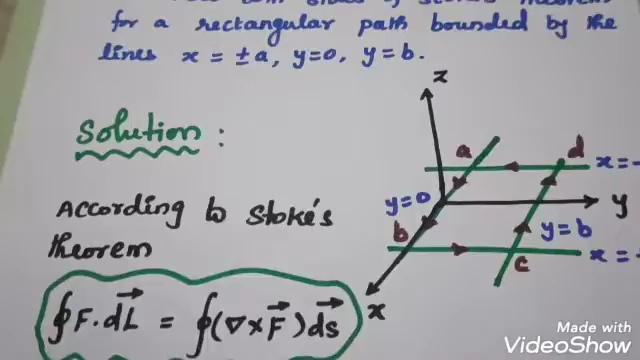 for a rectangular path bounded by the
lines x = ±a, y=0, y=b.
Solution :
According to Stoke's
theorem
∮F.dL = ∮(∇×F)ds
z
a
d
x=-
y=0
y
b
y=b
c
x=-
x
Made with
VideoShow